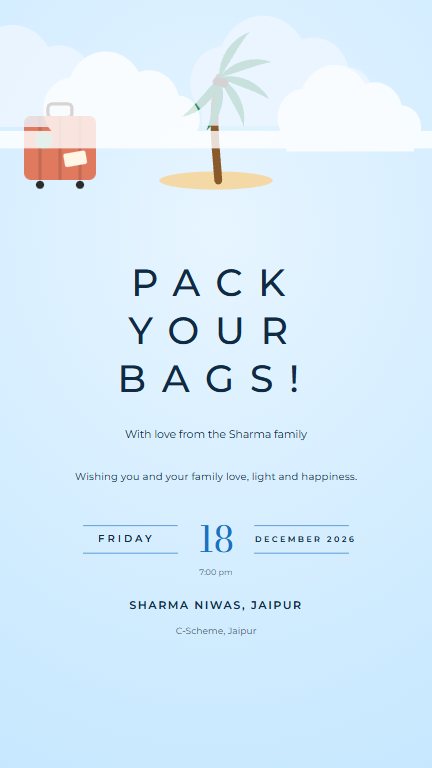 PACK
YOUR
BAGS!
With love from the Sharma family
Wishing you and your family love, light and happiness.
FRIDAY 18 DECEMBER 2026
7:00 pm
SHARMA NIWAS, JAIPUR
C-Scheme, Jaipur